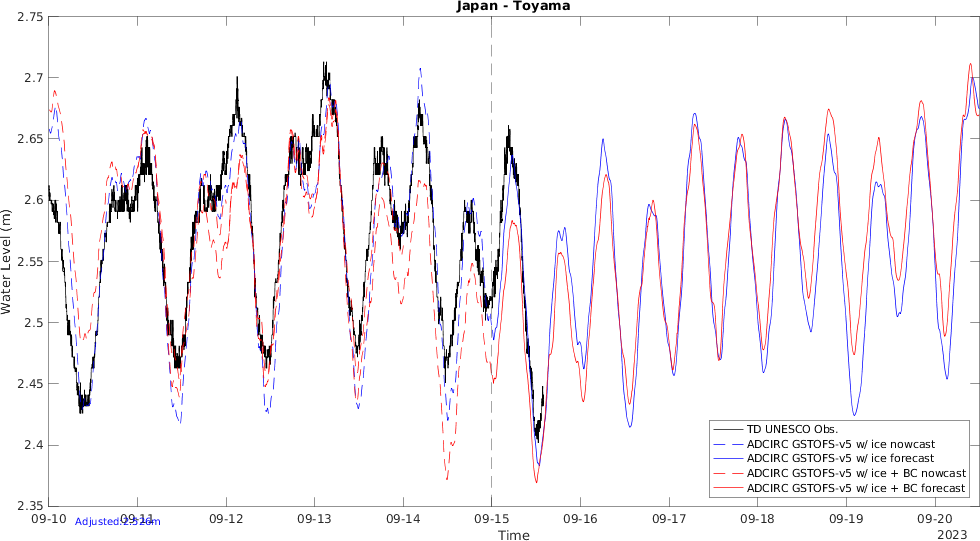 Japan - Toyama
Water Level (m)
2.75
2.7
2.65
2.6
2.55
2.5
2.45
2.4
2.35
TD UNESCO Obs.
ADCIRC GSTOFS-v5 w/ ice nowcast
ADCIRC GSTOFS-v5 w/ ice forecast
ADCIRC GSTOFS-v5 w/ ice + BC nowcast
ADCIRC GSTOFS-v5 w/ ice + BC forecast
09-10 09-11 09-12 09-13 09-14 09-15 09-16 09-17 09-18 09-19 09-20
Adjusted:2.526m
Time
2023